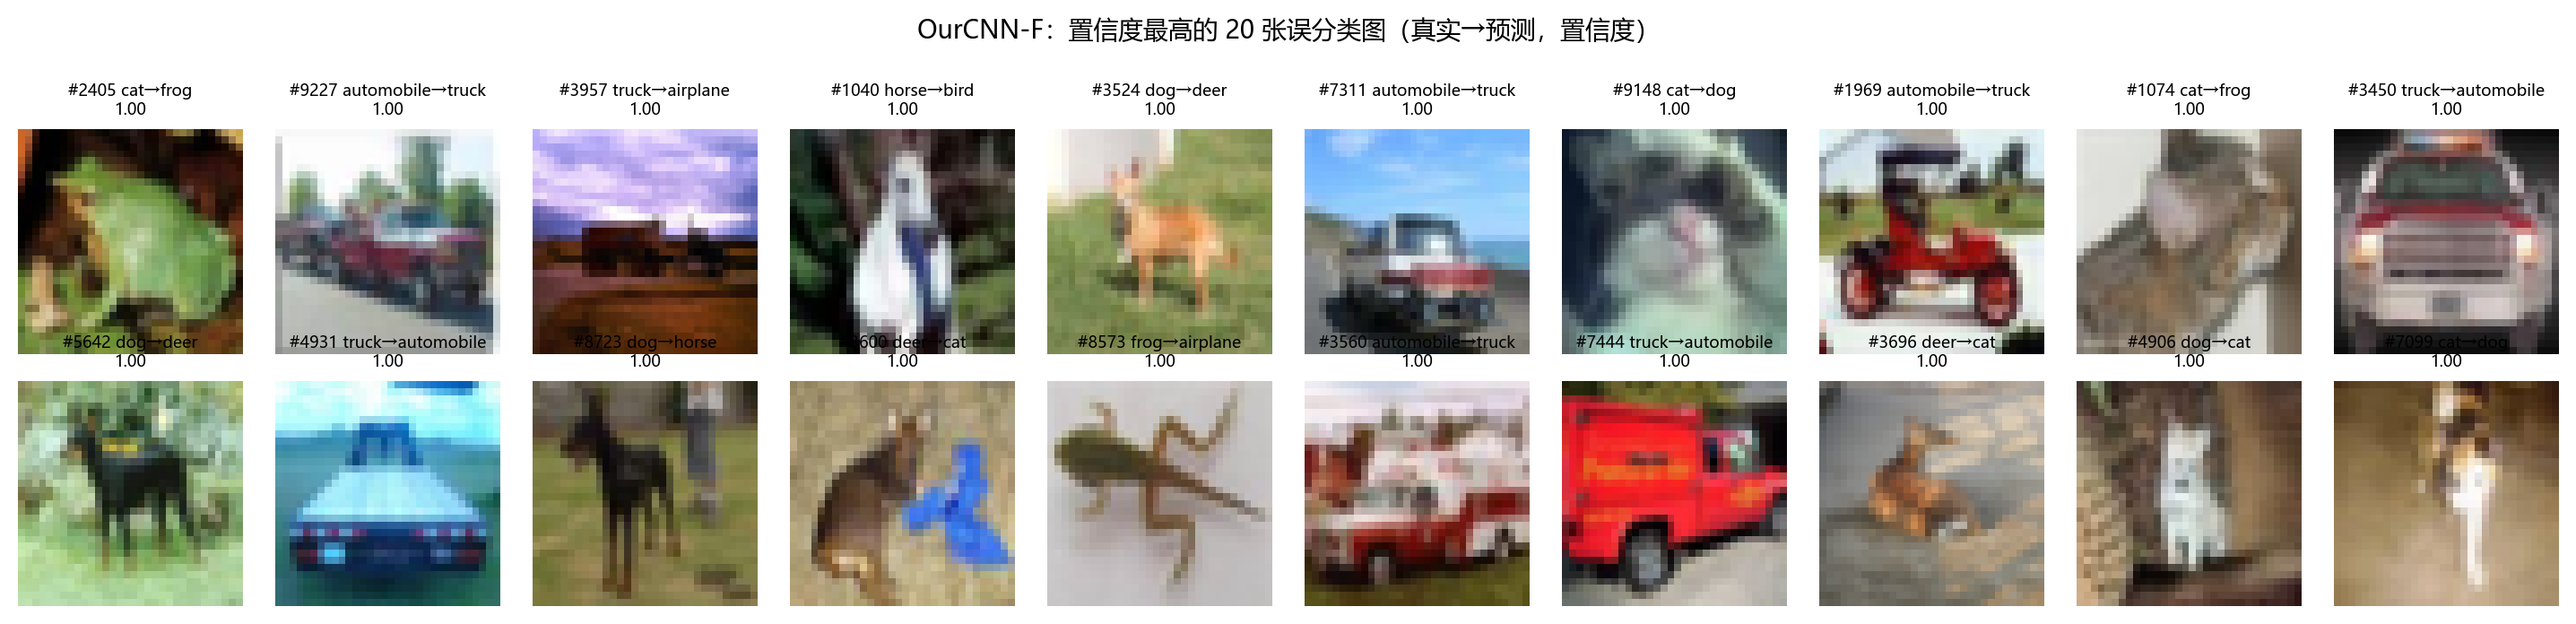 OurCNN-F：置信度最高的 20 张误分类图（真实→预测，置信度）
#2405 cat→frog
1.00
#9227 automobile→truck
1.00
#3957 truck→airplane
1.00
#1040 horse→bird
1.00
#3524 dog→deer
1.00
#7311 automobile→truck
1.00
#9148 cat→dog
1.00
#1969 automobile→truck
1.00
#1074 cat→frog
1.00
#3450 truck→automobile
1.00
#5642 dog→deer
1.00
#4931 truck→automobile
1.00
#8723 dog→horse
1.00
600 deer→cat
1.00
#8573 frog→airplane
1.00
#3560 automobile→truck
1.00
#7444 truck→automobile
1.00
#3696 deer→cat
1.00
#4906 dog→cat
1.00
#7099 cat→dog
1.00